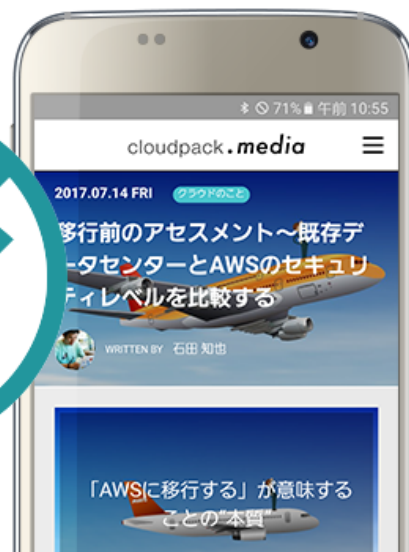 71% 午前 10:55
cloudpack.media
2017.07.14 FRI クラウドのこと
移行前のアセスメント〜既存デ
ータセンターとAWSのセキュリ
ティレベルを比較する
WRITTEN BY 石田 知也
「AWSに移行する」が意味する
ことの“本質”